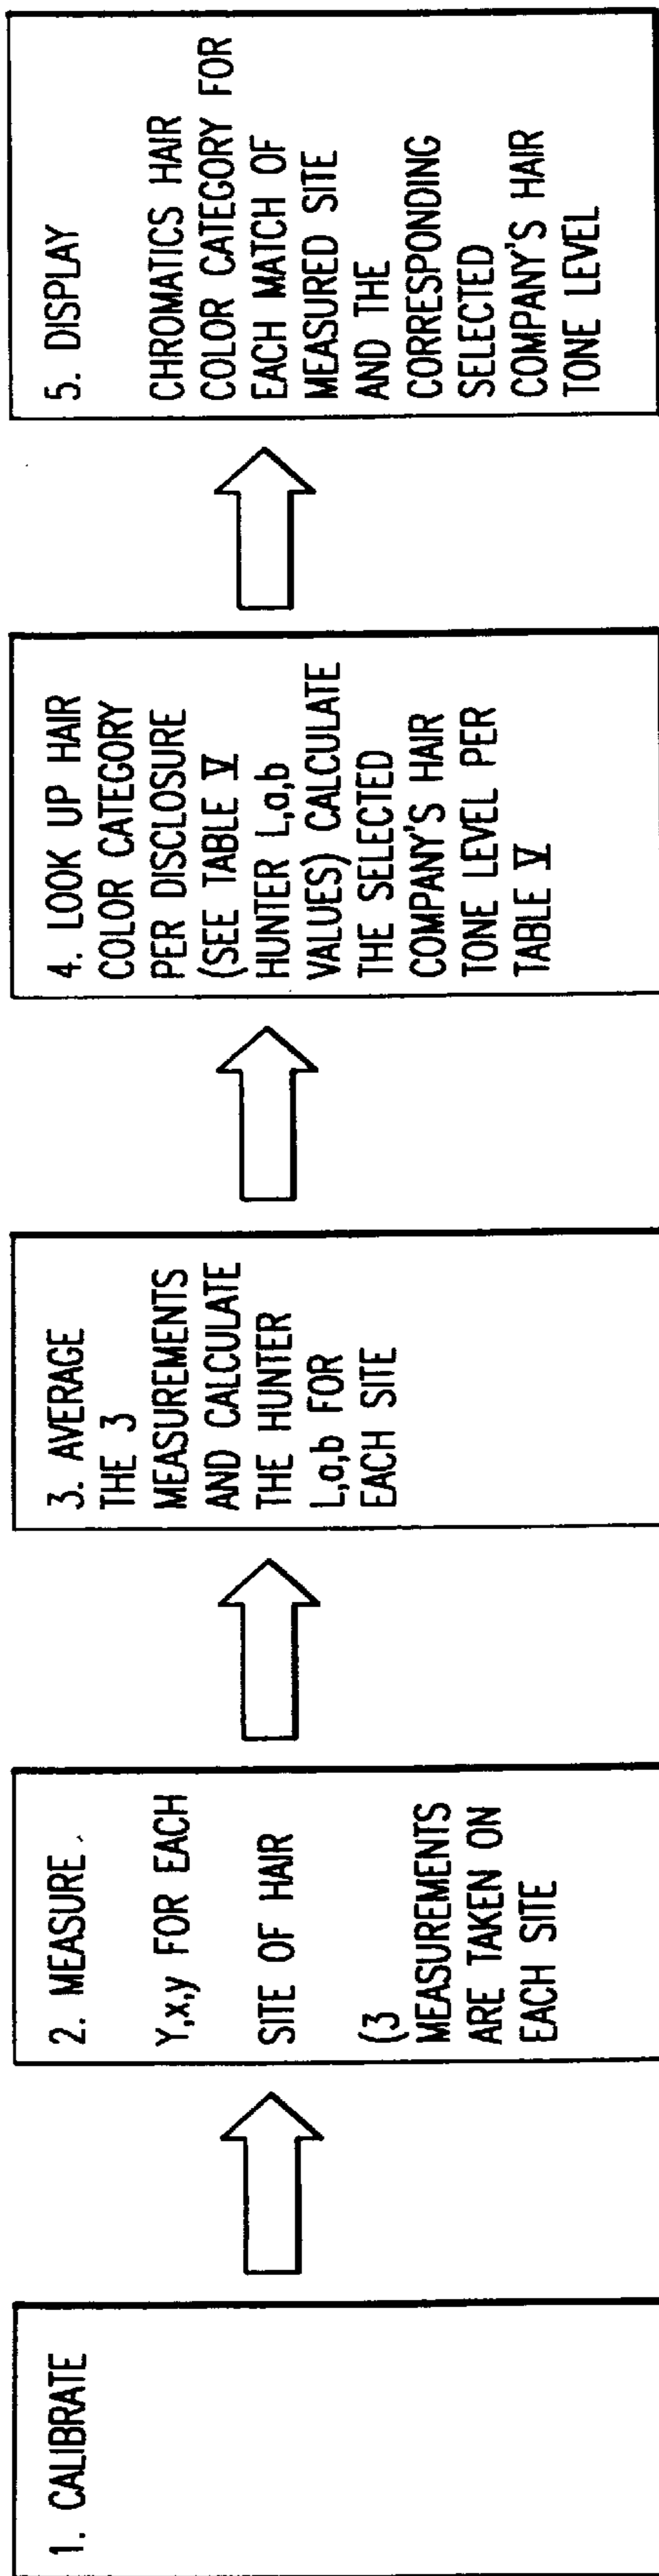 1. CALIBRATE
2. MEASURE
Y,x,y FOR EACH
SITE OF HAIR
(3
MEASUREMENTS
ARE TAKEN ON
EACH SITE
3. AVERAGE
THE 3
MEASUREMENTS
AND CALCULATE
THE HUNTER
L,a,b FOR
EACH SITE
4. LOOK UP HAIR
COLOR CATEGORY
PER DISCLOSURE
(SEE TABLE V
HUNTER L,a,b
VALUES) CALCULATE
THE SELECTED
COMPANY'S HAIR
TONE LEVEL PER
TABLE V
5. DISPLAY
CHROMATICS HAIR
COLOR CATEGORY FOR
EACH MATCH OF
MEASURED SITE
AND THE
CORRESPONDING
SELECTED
COMPANY'S HAIR
TONE LEVEL